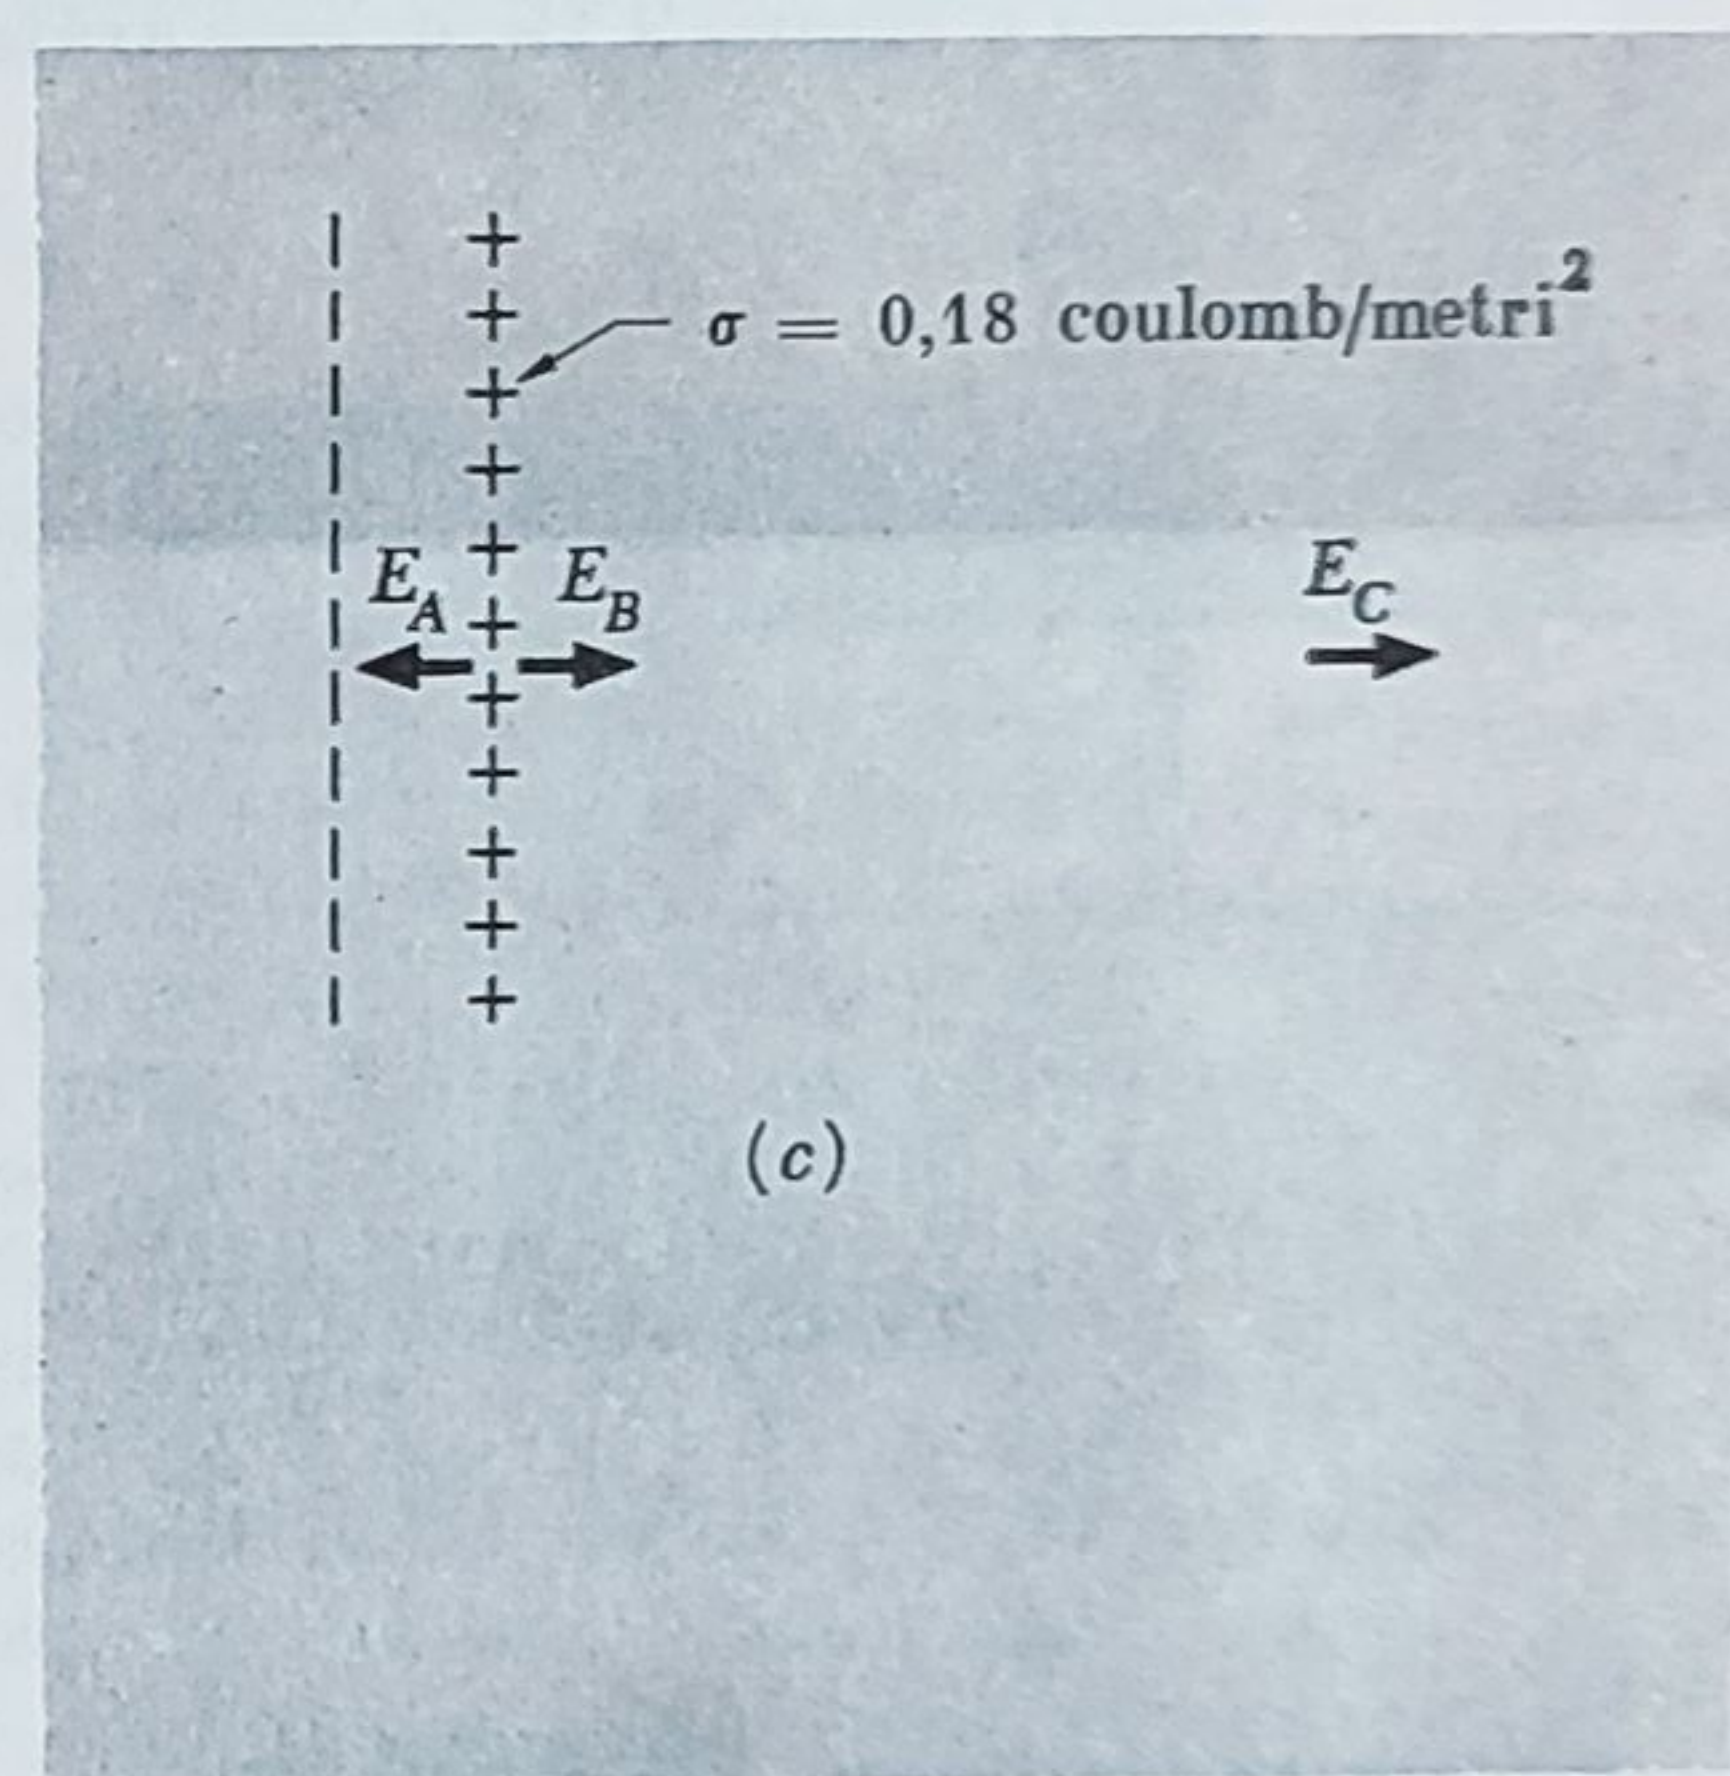 σ = 0,18 coulomb/metri²
E_A E_B E_C
(c)